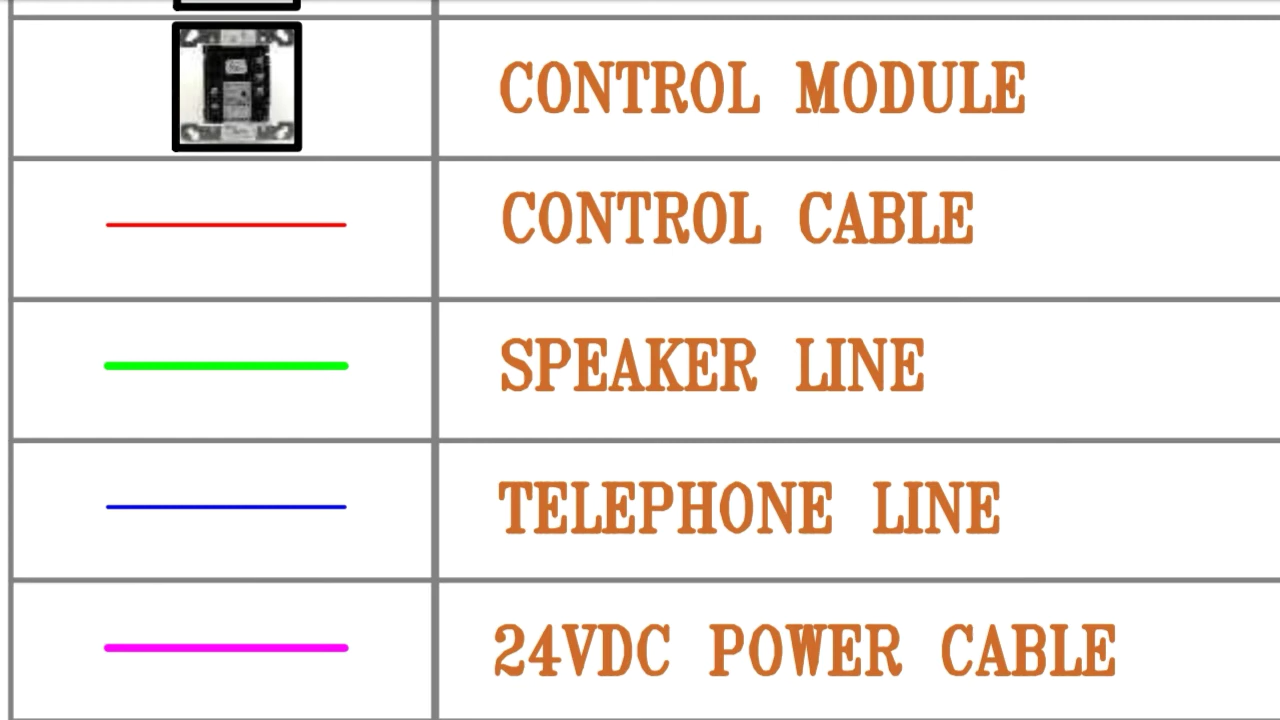 CONTROL MODULE
CONTROL CABLE
SPEAKER LINE
TELEPHONE LINE
24VDC POWER CABLE